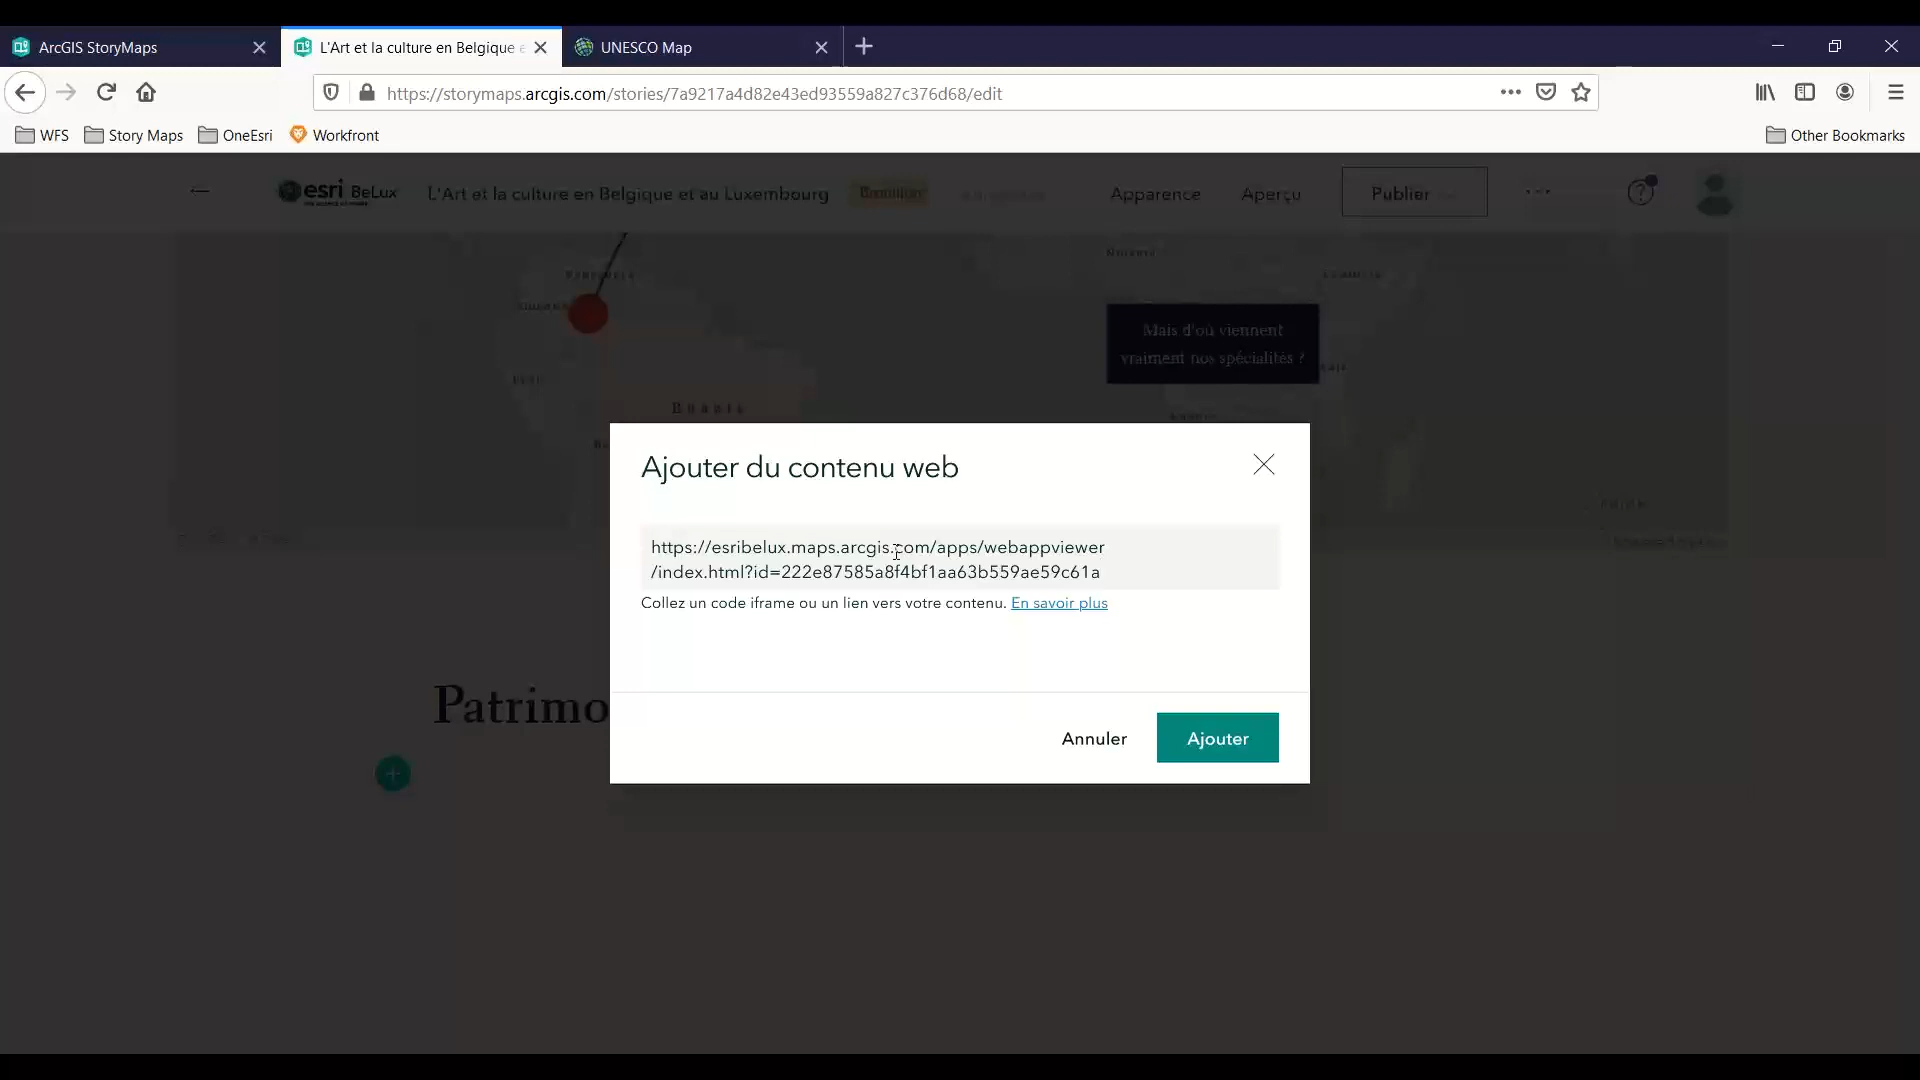 ArcGIS StoryMaps
L'Art et la culture en Belgique e
UNESCO Map
https://storymaps.arcgis.com/stories/7a9217a4d82e43ed93559a827c376d68/edit
WFS
Story Maps
OneEsri
Workfront
Other Bookmarks
esri BeLux
L'Art et la culture en Belgique et au Luxembourg
Apparence
Aperçu
Publier
Mais d'où viennent
vraiment nos spécialités ?
Ajouter du contenu web
https://esribelux.maps.arcgis.com/apps/webappviewer
/index.html?id=222e87585a8f4bf1aa63b559ae59c61a
Collez un code iframe ou un lien vers votre contenu. En savoir plus
Patrimo
Annuler
Ajouter